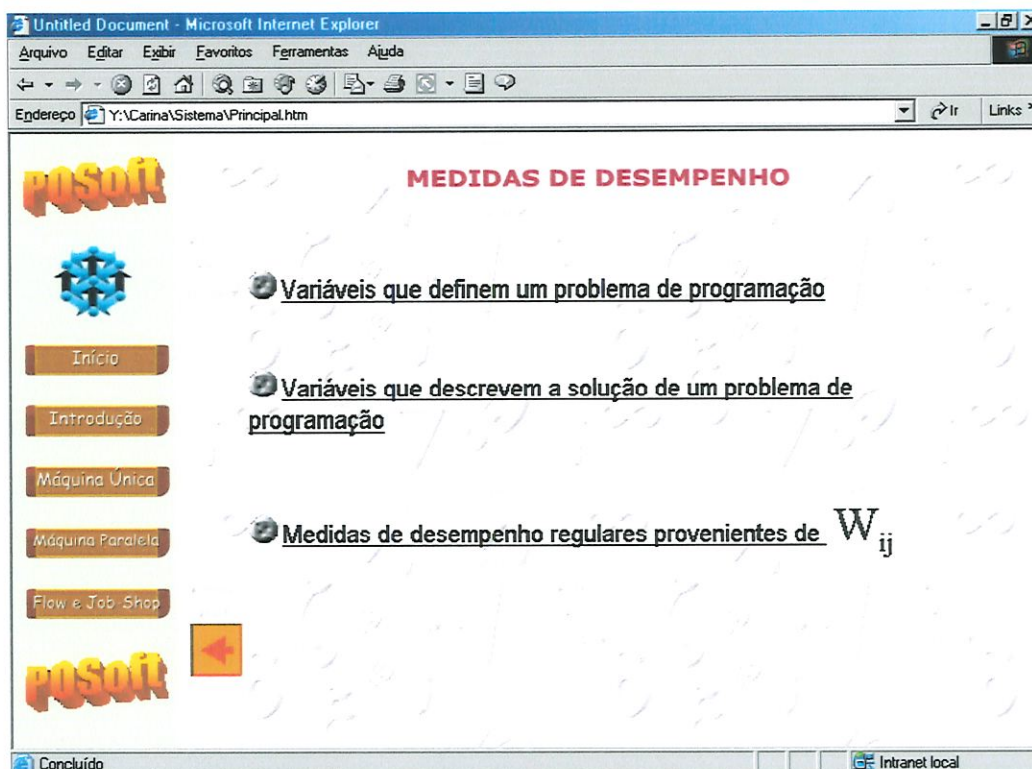 Untitled Document - Microsoft Internet Explorer
Arquivo Editar Exibir Favoritos Ferramentas Ajuda
Endereço Y:\Carina\Sistema\Principal.htm Ir Links
POSoft
MEDIDAS DE DESEMPENHO
Variáveis que definem um problema de programação
Início
Variáveis que descrevem a solução de um problema de
programação
Introdução
Máquina Única
Medidas de desempenho regulares provenientes de Wij
Máquina Paralela
Flow e Job-Shop
POSoft
Concluído Intranet local